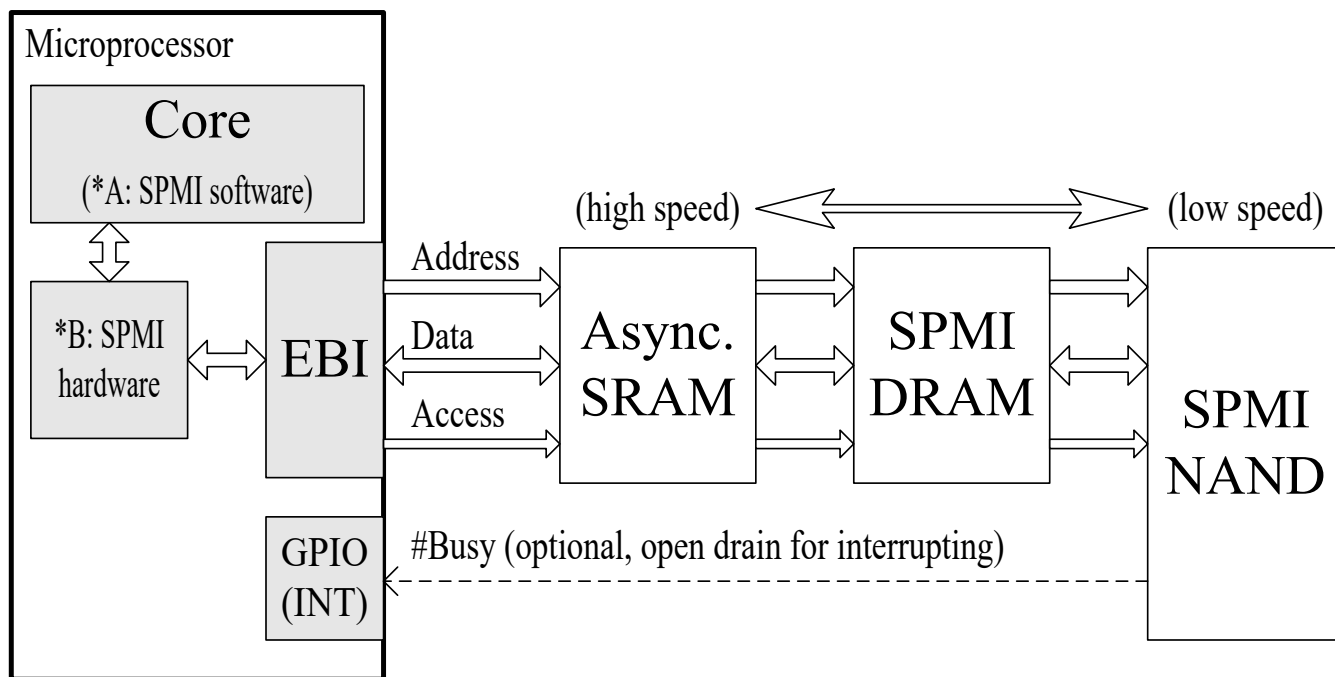 Microprocessor
Core
(*A: SPMI software)
*B: SPMI
hardware
EBI
GPIO
(INT)
Address
Data
Access
(high speed)
(low speed)
Async.
SRAM
SPMI
DRAM
SPMI
NAND
#Busy (optional, open drain for interrupting)